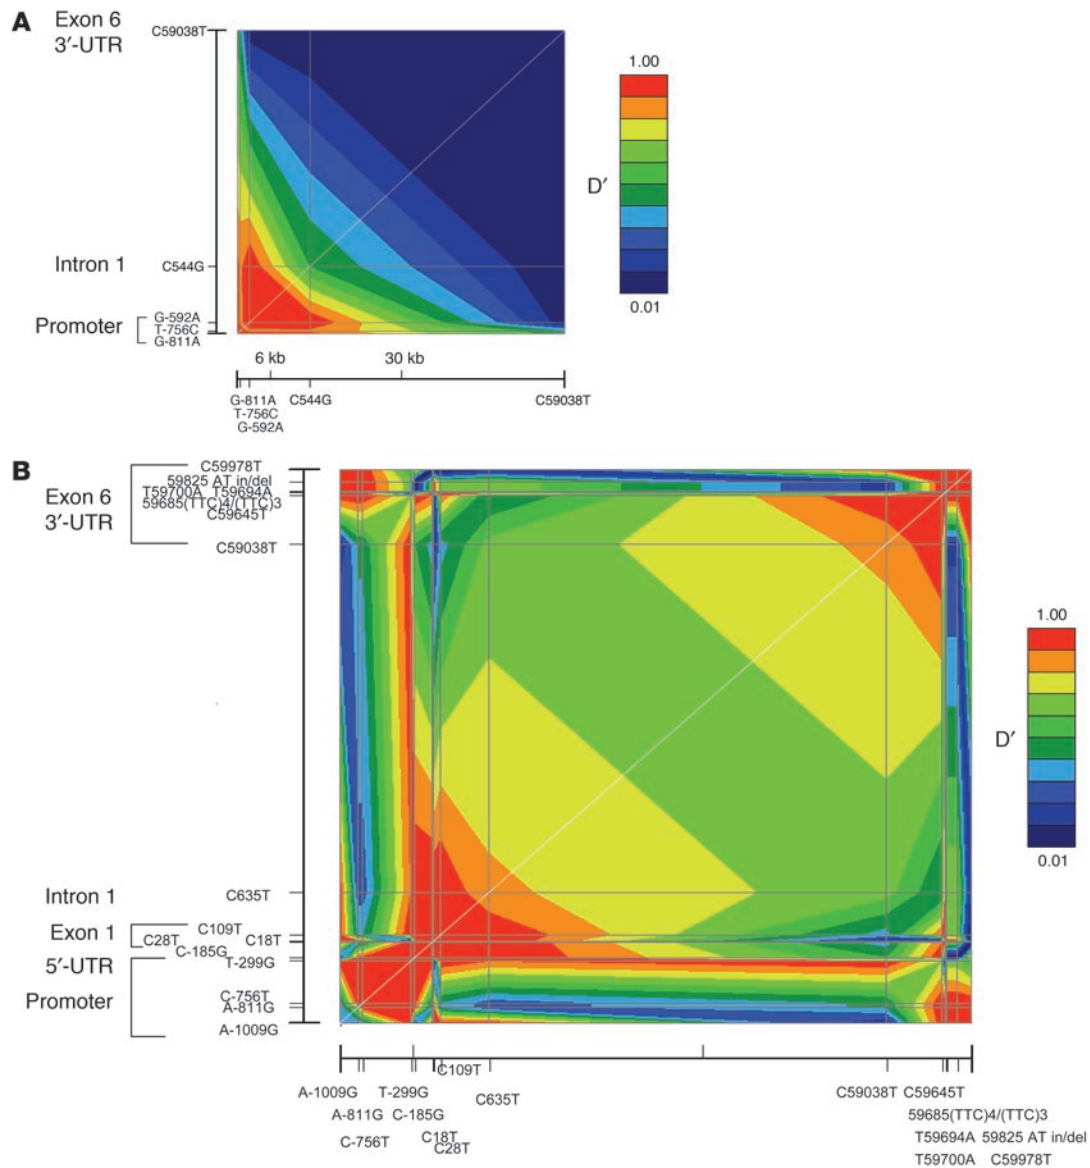 A
Exon 6
3′-UTR
C59038T
Intron 1
C544G
Promoter
G-592A
T-756C
G-811A
6 kb
30 kb
G-811A
C544G
C59038T
T-756C
G-592A
1.00
D′
0.01
B
Exon 6
3′-UTR
C59978T
59825 AT in/del
T59700A T59694A
59685(TTC)4/(TTC)3
C59645T
C59038T
Intron 1
C635T
Exon 1
C109T
C28T
C18T
5′-UTR
C-185G
T-299G
Promoter
C-756T
A-811G
A-1009G
C109T
A-1009G
T-299G
C635T
C59038T
C59645T
A-811G
C-185G
59685(TTC)4/(TTC)3
C-756T
C18T
C28T
T59694A 59825 AT in/del
T59700A C59978T
1.00
D′
0.01